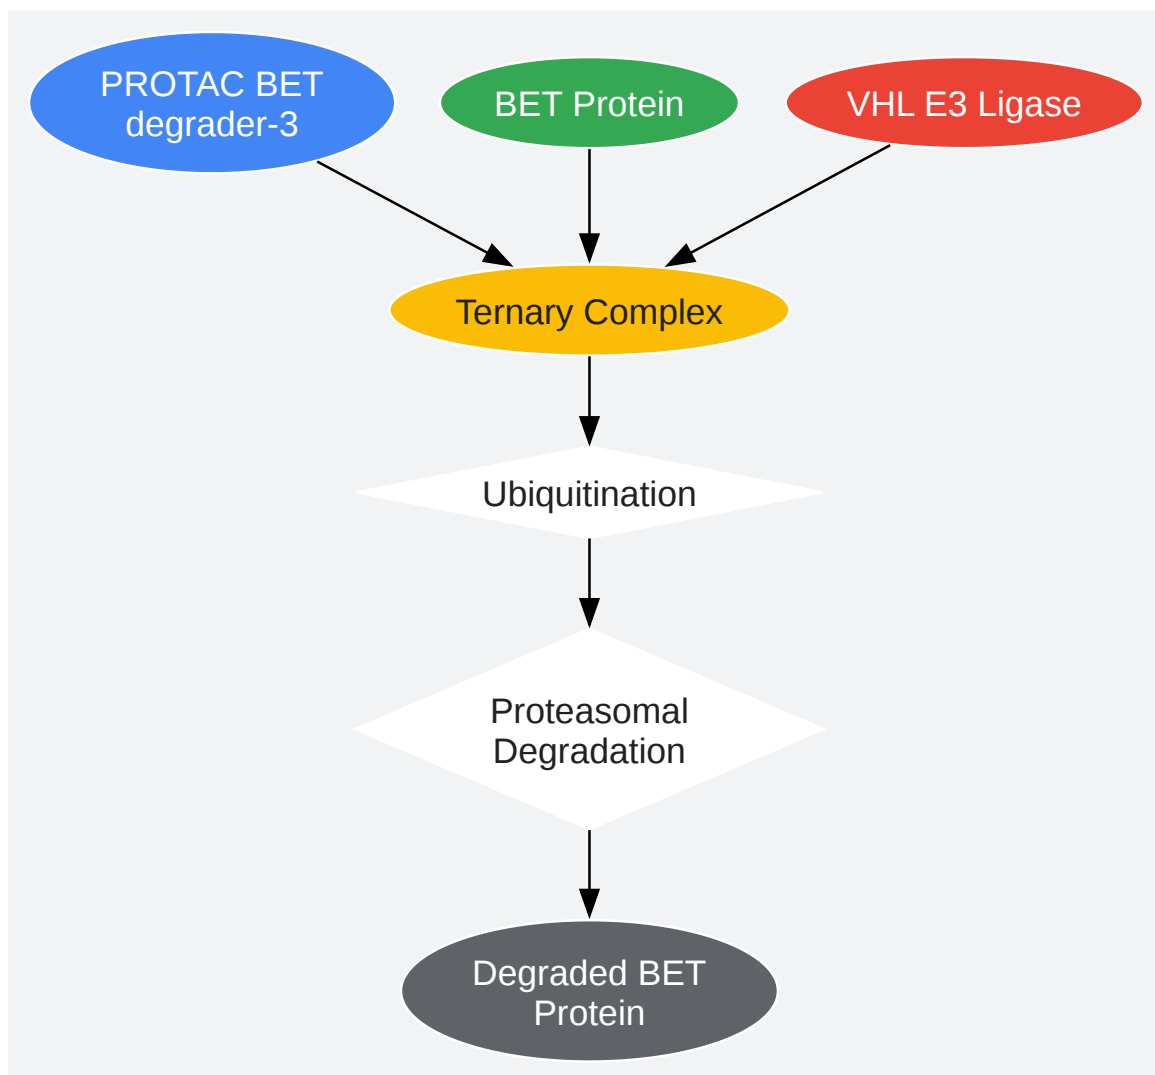 PROTAC BET
degrader-3
BET Protein
VHL E3 Ligase
Ternary Complex
Ubiquitination
Proteasomal
Degradation
Degraded BET
Protein